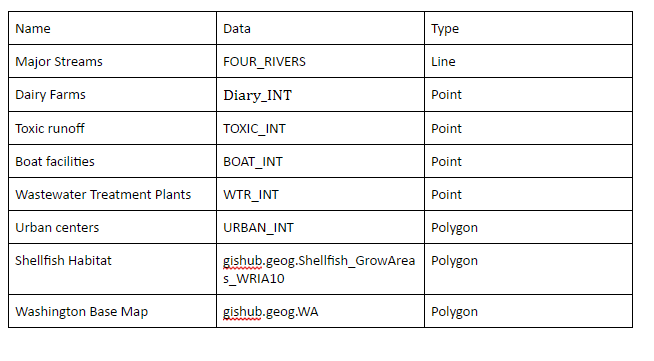 Name Data Type
Major Streams FOUR_RIVERS Line
Dairy Farms Diary_INT Point
Toxic runoff TOXIC_INT Point
Boat facilities BOAT_INT Point
Wastewater Treatment Plants WTR_INT Point
Urban centers URBAN_INT Polygon
Shellfish Habitat gishub.geog.Shellfish_GrowArea Polygon
s_WRIA10
Washington Base Map gishub.geog.WA Polygon